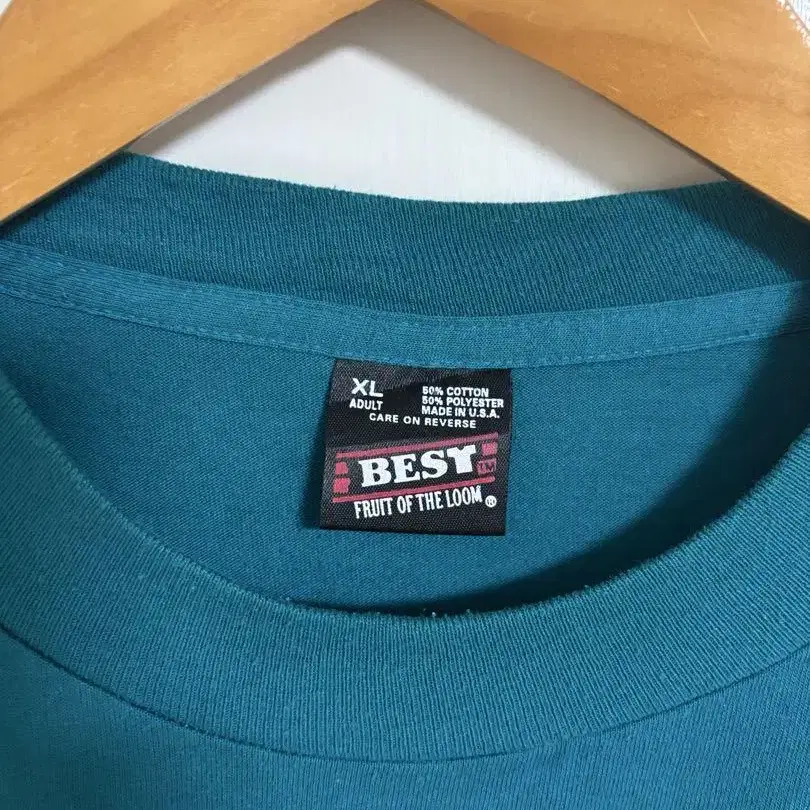 XL
ADULT
50% COTTON
50% POLYESTER
MADE IN U.S.A.
CARE ON REVERSE
BEST TM
FRUIT OF THE LOOM ®